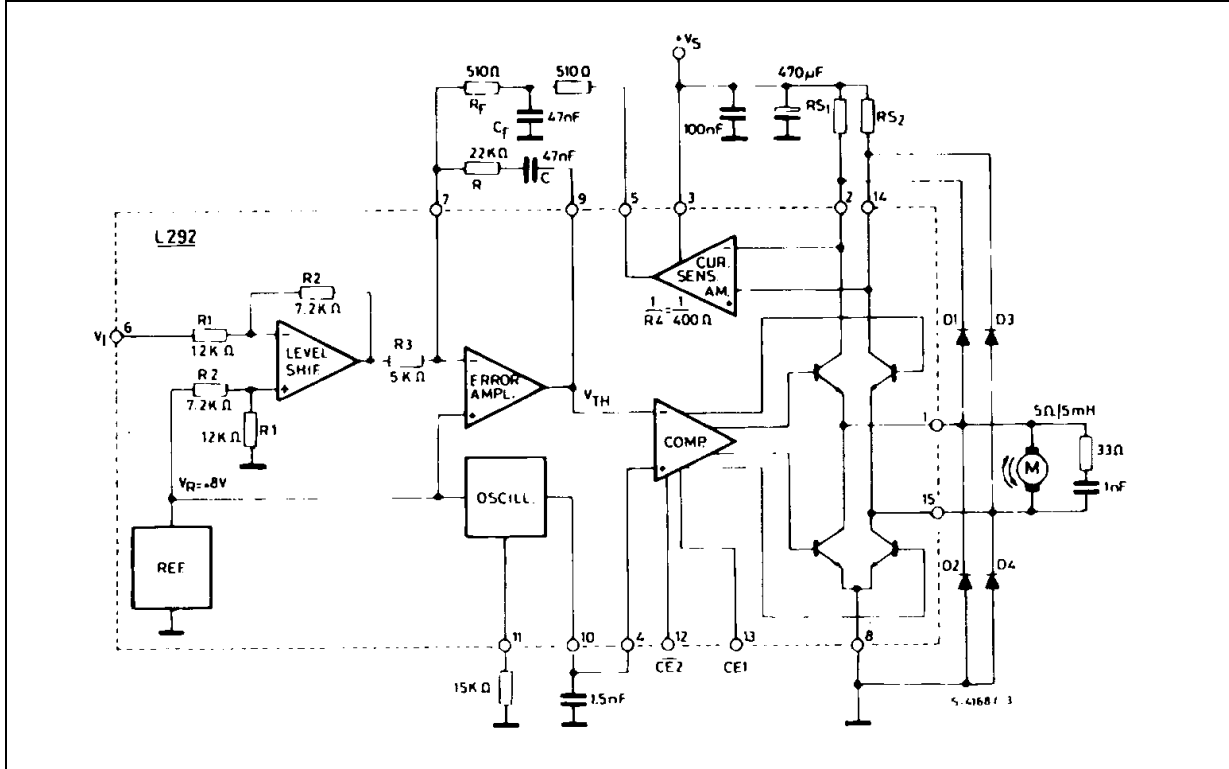 +VS
510Ω
510Ω
470µF
RF
47nF
Cf
100nF
RS1
RS2
22KΩ
47nF
R
C
7
9
5
3
2
14
L292
CUR.
SENS.
AM.
-
+
1/R4=1/400Ω
R2
7.2KΩ
VI
6
R1
12KΩ
-
+
LEVEL
SHIF.
R3
5KΩ
-
+
ERROR
AMPL.
VTH
D1
D3
R2
7.2KΩ
12KΩ
R1
-
+
COMP.
1
5Ω/5mH
33Ω
M
1nF
15
VR=+8V
OSCILL.
REF.
D2
D4
11
10
4
12
13
8
CE2
CE1
15KΩ
1.5nF
S-4168/3